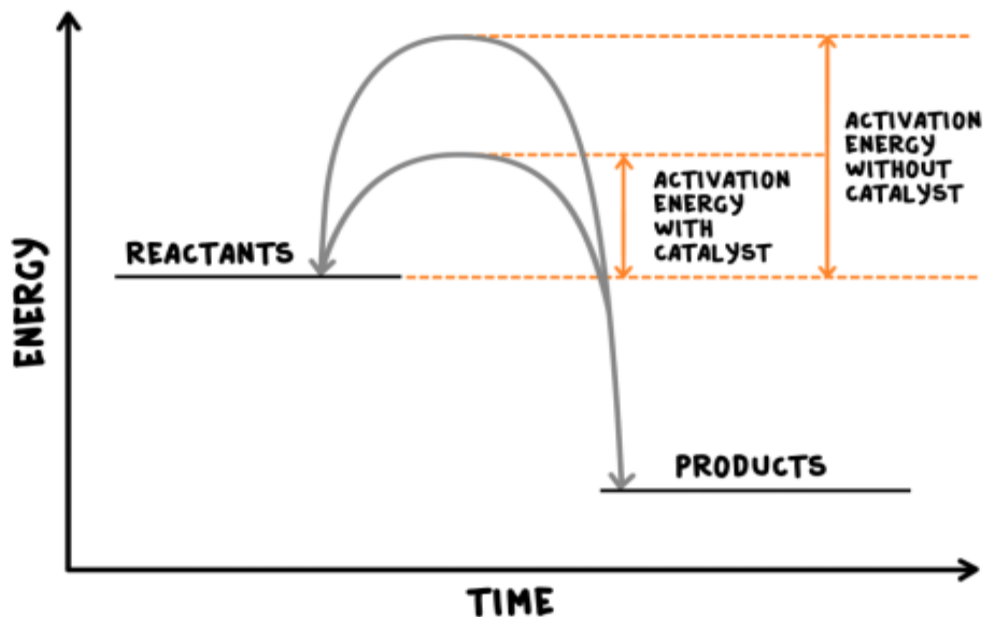 ACTIVATION
ENERGY
WITHOUT
CATALYST
ACTIVATION
ENERGY
WITH
CATALYST
REACTANTS
ENERGY
PRODUCTS
TIME